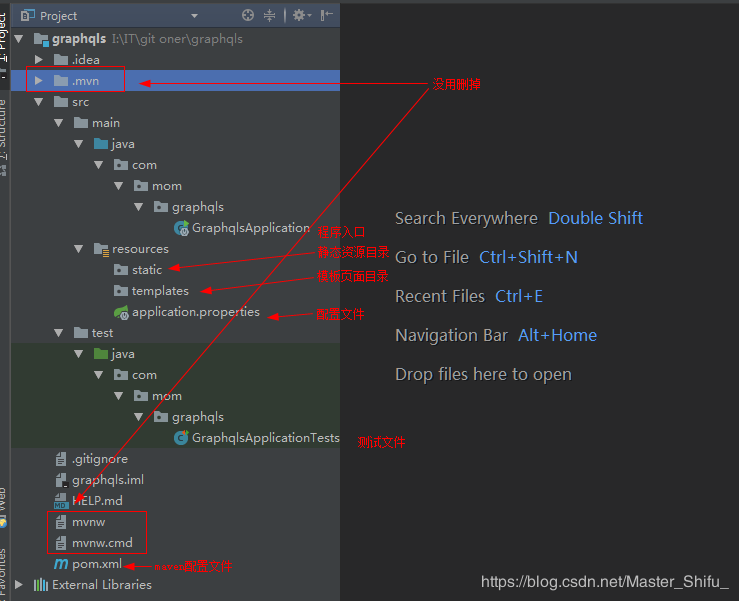 Project
1: Project
graphqls I:\IT\git oner\graphqls
.idea
.mvn
没用删掉
src
7: Structure
main
java
com
mom
graphqls
GraphqlsApplication
程序入口
resources
静态资源目录
static
templates
模板页面目录
application.properties
配置文件
test
java
com
mom
graphqls
GraphqlsApplicationTests
测试文件
.gitignore
graphqls.iml
HELP.md
mvnw
mvnw.cmd
pom.xml
maven配置文件
External Libraries
Web
Favorites
Search Everywhere Double Shift
Go to File Ctrl+Shift+N
Recent Files Ctrl+E
Navigation Bar Alt+Home
Drop files here to open
https://blog.csdn.net/Master_Shifu_